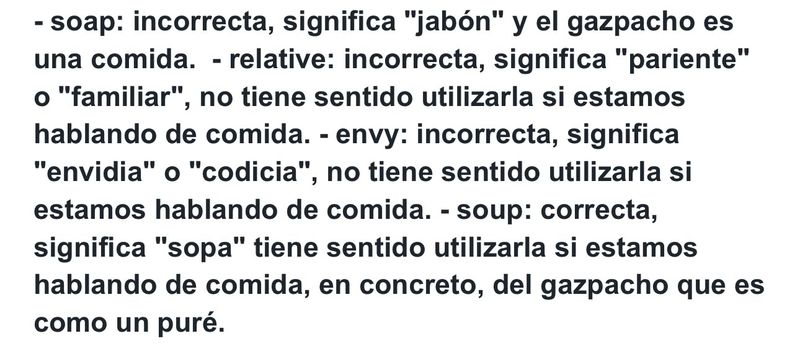 - soap: incorrecta, significa "jabón" y el gazpacho es
una comida.  - relative: incorrecta, significa "pariente"
o "familiar", no tiene sentido utilizarla si estamos
hablando de comida. - envy: incorrecta, significa
"envidia" o "codicia", no tiene sentido utilizarla si
estamos hablando de comida. - soup: correcta,
significa "sopa" tiene sentido utilizarla si estamos
hablando de comida, en concreto, del gazpacho que es
como un puré.